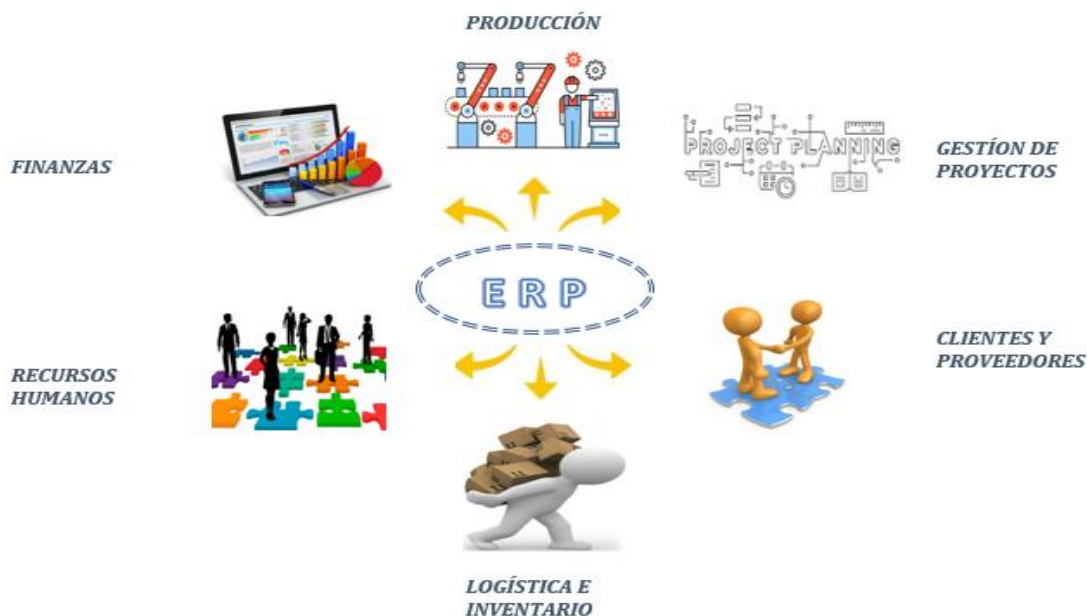 PRODUCCIÓN
FINANZAS
PROJECT PLANNING
GESTÍON DE
PROYECTOS
ERP
RECURSOS
HUMANOS
CLIENTES Y
PROVEEDORES
LOGÍSTICA E
INVENTARIO